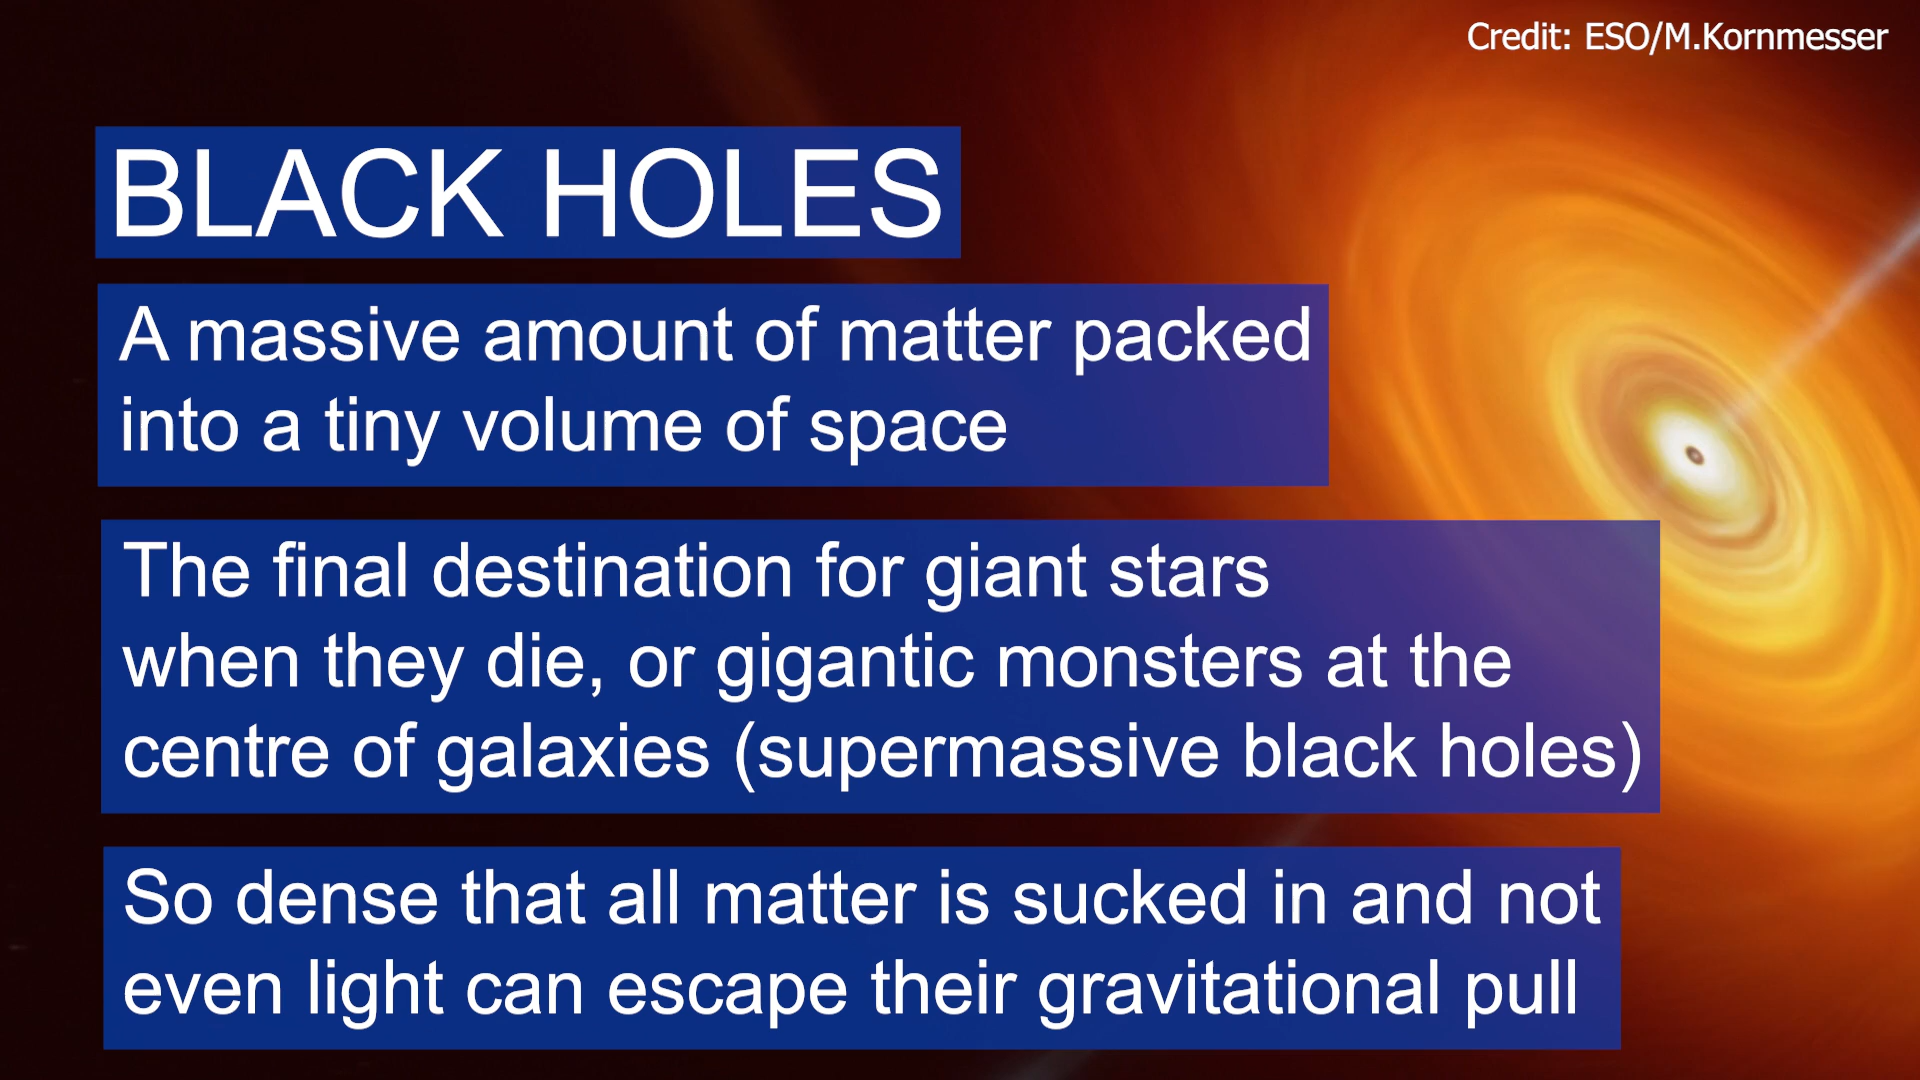 Credit: ESO/M.Kornmesser
BLACK HOLES
A massive amount of matter packed
into a tiny volume of space
The final destination for giant stars
when they die, or gigantic monsters at the
centre of galaxies (supermassive black holes)
So dense that all matter is sucked in and not
even light can escape their gravitational pull